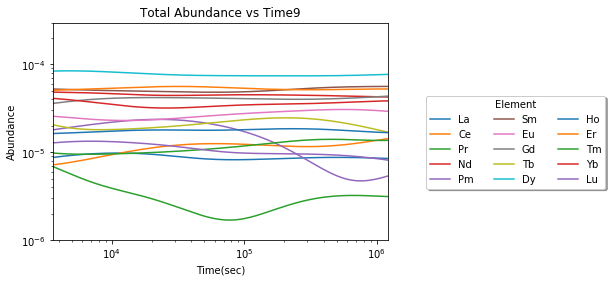 Total Abundance vs Time9
10⁻⁴
10⁻⁵
10⁻⁶
Abundance
10⁴ 10⁵ 10⁶
Time(sec)
Element
La Sm Ho
Ce Eu Er
Pr Gd Tm
Nd Tb Yb
Pm Dy Lu